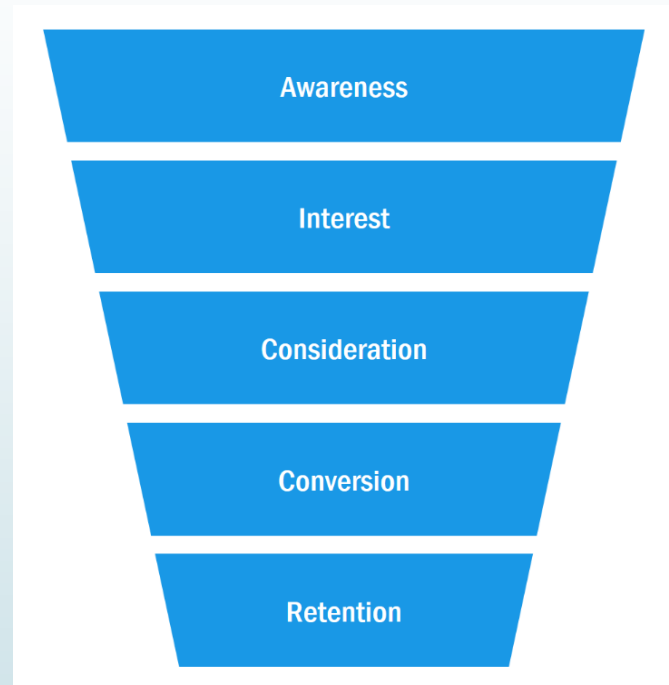 Awareness
Interest
Consideration
Conversion
Retention